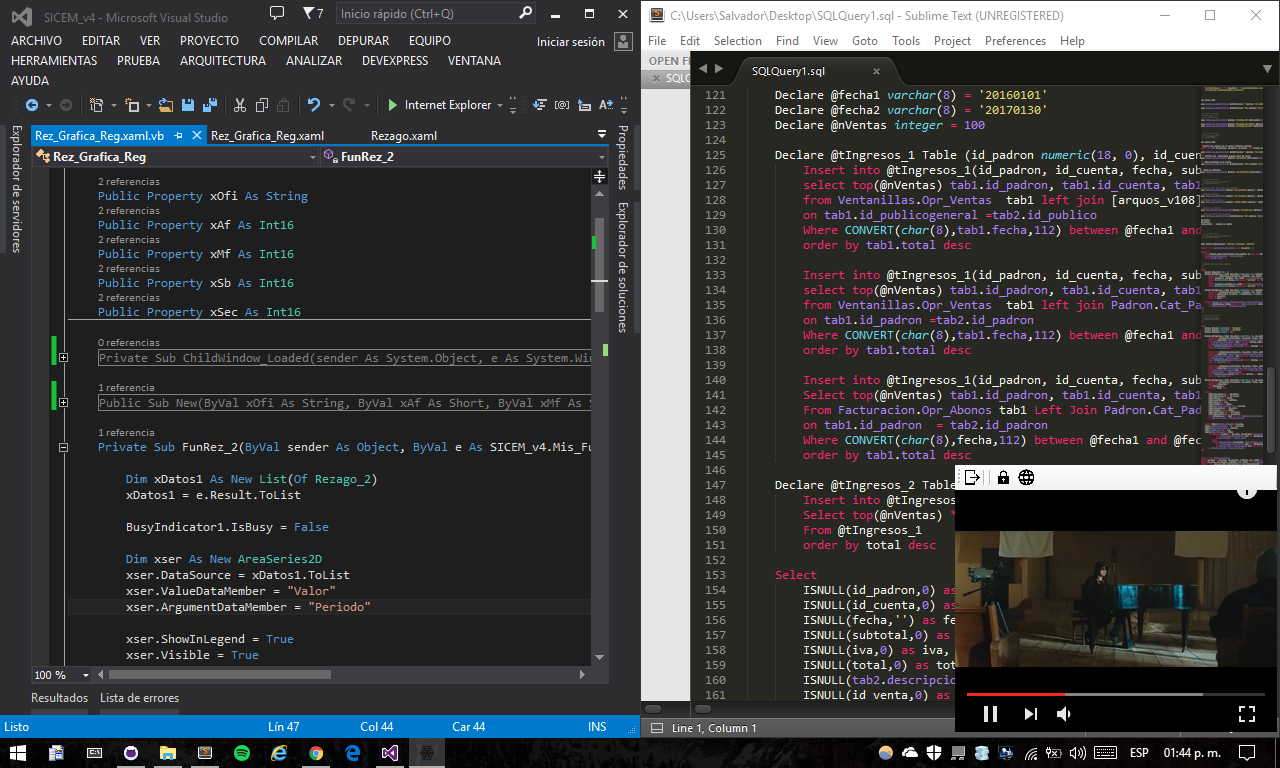 SICEM_v4 - Microsoft Visual Studio
7
Inicio rápido (Ctrl+Q)
ARCHIVO EDITAR VER PROYECTO COMPILAR DEPURAR EQUIPO
Iniciar sesión
HERRAMIENTAS PRUEBA ARQUITECTURA ANALIZAR DEVEXPRESS VENTANA
AYUDA
Internet Explorer
Explorador de servidores
Rez_Grafica_Reg.xaml.vb Rez_Grafica_Reg.xaml Rezago.xaml
Rez_Grafica_Reg FunRez_2
Propiedades
Explorador de soluciones
2 referencias
Public Property xOfi As String
2 referencias
Public Property xAf As Int16
2 referencias
Public Property xMf As Int16
2 referencias
Public Property xSb As Int16
2 referencias
Public Property xSec As Int16
0 referencias
Private Sub ChildWindow_Loaded(sender As System.Object, e As System.Win
1 referencia
Public Sub New(ByVal xOfi As String, ByVal xAf As Short, ByVal xMf As S
1 referencia
Private Sub FunRez_2(ByVal sender As Object, ByVal e As SICEM_v4.Mis_Fu
Dim xDatos1 As New List(Of Rezago_2)
xDatos1 = e.Result.ToList
BusyIndicator1.IsBusy = False
Dim xser As New AreaSeries2D
xser.DataSource = xDatos1.ToList
xser.ValueDataMember = "Valor"
xser.ArgumentDataMember = "Periodo"
xser.ShowInLegend = True
xser.Visible = True
100 %
Resultados Lista de errores
Listo Lín 47 Col 44 Car 44 INS
C:\Users\Salvador\Desktop\SQLQuery1.sql - Sublime Text (UNREGISTERED)
File Edit Selection Find View Goto Tools Project Preferences Help
OPEN F
SQLQ
SQLQuery1.sql
121 Declare @fecha1 varchar(8) = '20160101'
122 Declare @fecha2 varchar(8) = '20170130'
123 Declare @nVentas integer = 100
124
125 Declare @tIngresos_1 Table (id_padron numeric(18, 0), id_cuen
126 Insert into @tIngresos_1(id_padron, id_cuenta, fecha, sub
127 select top(@nVentas) tab1.id_padron, tab1.id_cuenta, tab1
128 from Ventanillas.Opr_Ventas tab1 left join [arquos_v108]
129 on tab1.id_publicogeneral =tab2.id_publico
130 Where CONVERT(char(8),tab1.fecha,112) between @fecha1 and
131 order by tab1.total desc
132
133 Insert into @tIngresos_1(id_padron, id_cuenta, fecha, sub
134 select top(@nVentas) tab1.id_padron, tab1.id_cuenta, tab1
135 from Ventanillas.Opr_Ventas tab1 left join Padron.Cat_Pa
136 on tab1.id_padron =tab2.id_padron
137 Where CONVERT(char(8),tab1.fecha,112) between @fecha1 and
138 order by tab1.total desc
139
140 Insert into @tIngresos_1(id_padron, id_cuenta, fecha, sub
141 Select top(@nVentas) tab1.id_padron, tab1.id_cuenta, tab1
142 From Facturacion.Opr_Abonos tab1 Left Join Padron.Cat_Pad
143 on tab1.id_padron = tab2.id_padron
144 Where CONVERT(char(8),fecha,112) between @fecha1 and @fec
145 order by tab1.total desc
146
147 Declare @tIngresos_2 Table
148 Insert into @tIngresos
149 Select top(@nVentas) *
150 From @tIngresos_1
151 order by total desc
152
153 Select
154 ISNULL(id_padron,0) as
155 ISNULL(id_cuenta,0) as
156 ISNULL(fecha,'') as fe
157 ISNULL(subtotal,0) as
158 ISNULL(iva,0) as iva,
159 ISNULL(total,0) as tot
160 ISNULL(tab2.descripcio
161 ISNULL(id_venta,0) as
Line 1, Column 1
ESP 01:44 p. m.